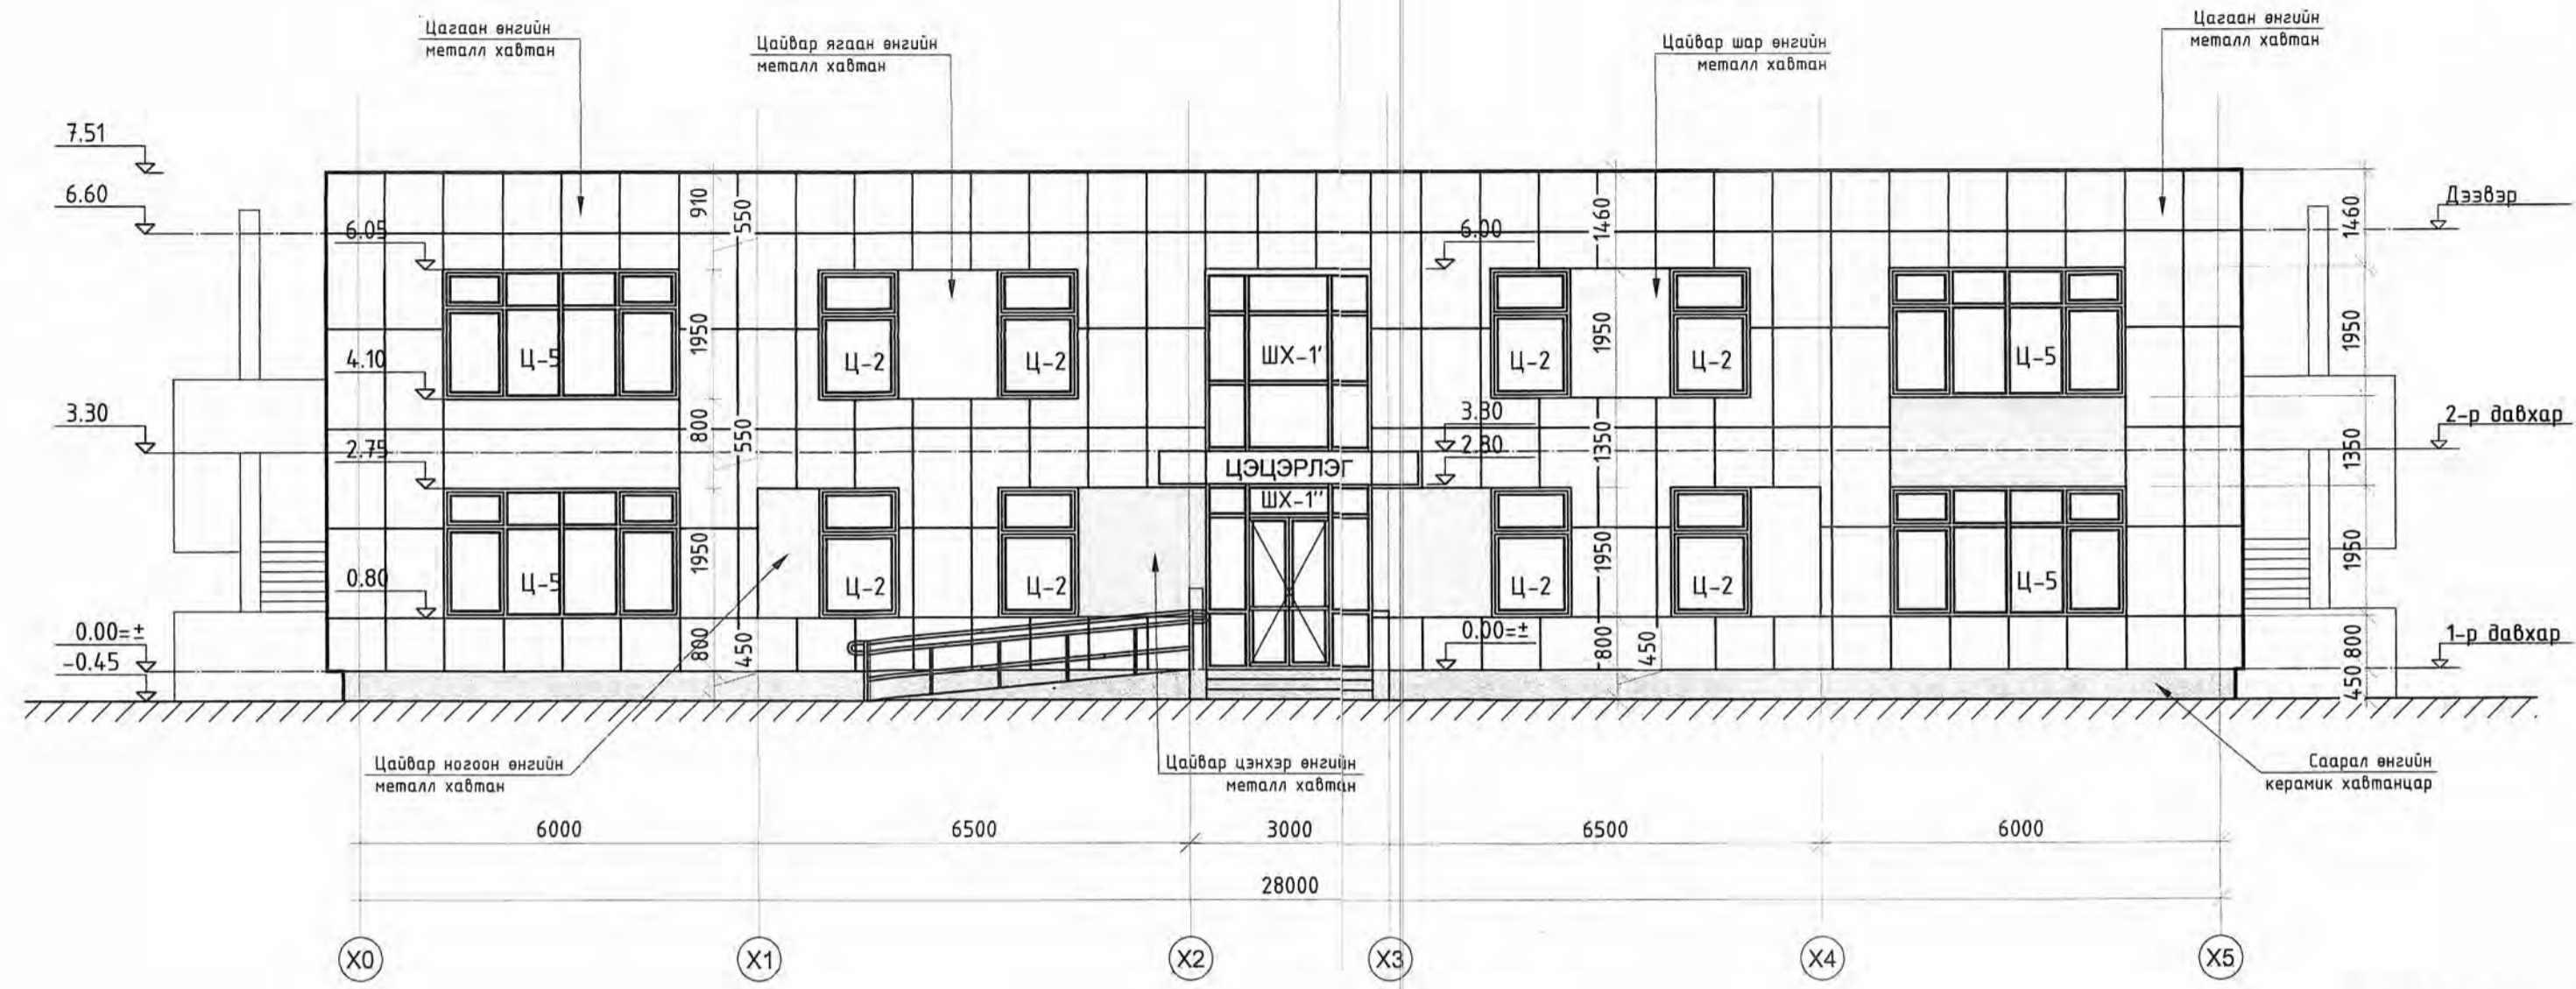 Цагаан өнгийн
металл хавтан
Цайвар ягаан өнгийн
металл хавтан
Цайвар шар өнгийн
металл хавтан
Цагаан өнгийн
металл хавтан
7.51
6.60
6.05
4.10
3.30
2.75
0.80
0.00=±
-0.45
910
550
1950
800
550
1950
800
450
6.00
3.30
2.80
0.00=±
1460
1950
1350
1950
800
450
1460
1950
1350
1950
800
450
Дээвэр
2-р давхар
1-р давхар
Ц-5
Ц-2
Ц-2
ШХ-1'
Ц-2
Ц-2
Ц-5
ЦЭЦЭРЛЭГ
ШХ-1''
Ц-5
Ц-2
Ц-2
Ц-2
Ц-2
Ц-5
Цайвар ногоон өнгийн
металл хавтан
Цайвар цэнхэр өнгийн
металл хавтан
Саарал өнгийн
керамик хавтанцар
6000
6500
3000
6500
6000
28000
X0
X1
X2
X3
X4
X5